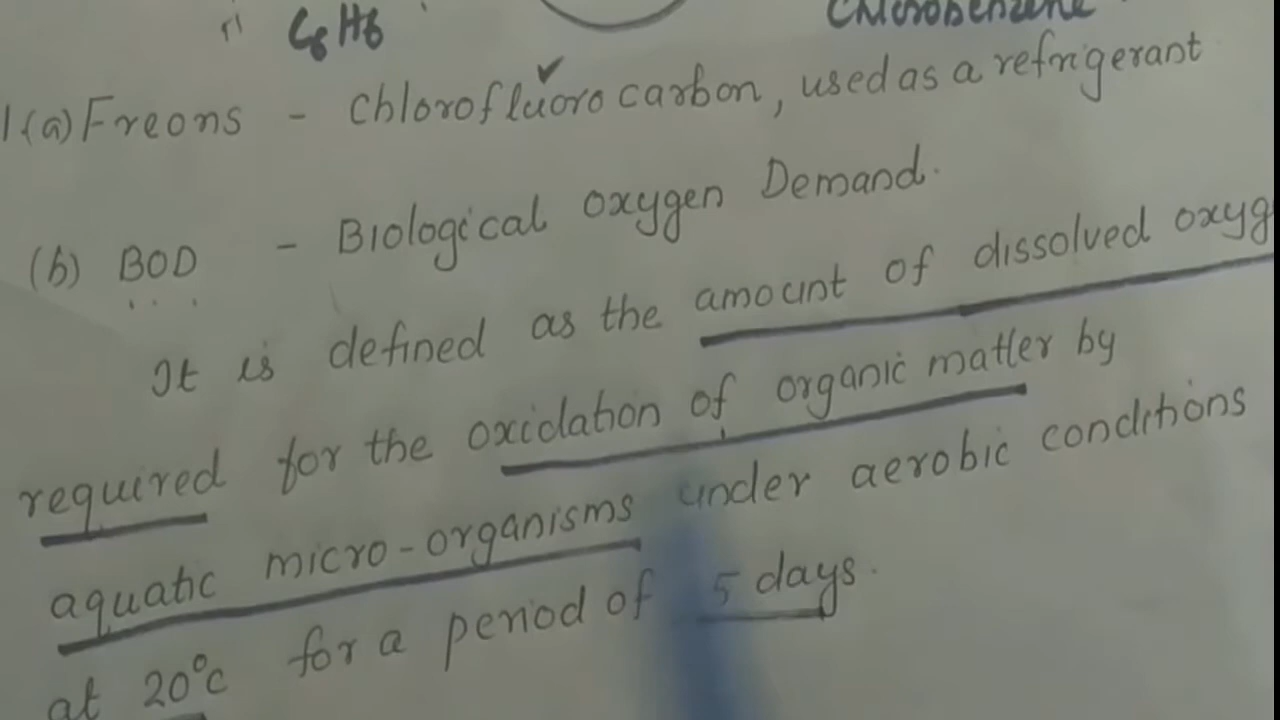 C6H6 Chlorobenzene
1(a) Freons - Chlorofluoro carbon, used as a refrigerant
(b) BOD - Biological oxygen Demand.
It is defined as the amount of dissolved oxyg
required for the oxidation of organic matter by
aquatic micro-organisms under aerobic conditions
at 20°c for a period of 5 days.